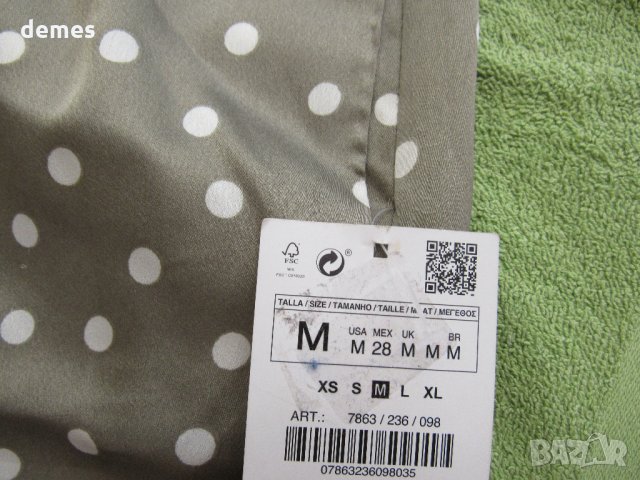 demes
FSC
TALLA / SIZE / TAMANHO / TAILLE / MAAT / ΜΕΓΕΘΟΣ
USA MEX UK BR
M M 28 M M M
XS S M L XL
ART.: 7863 / 236 / 098
07863236098035
BAZAR